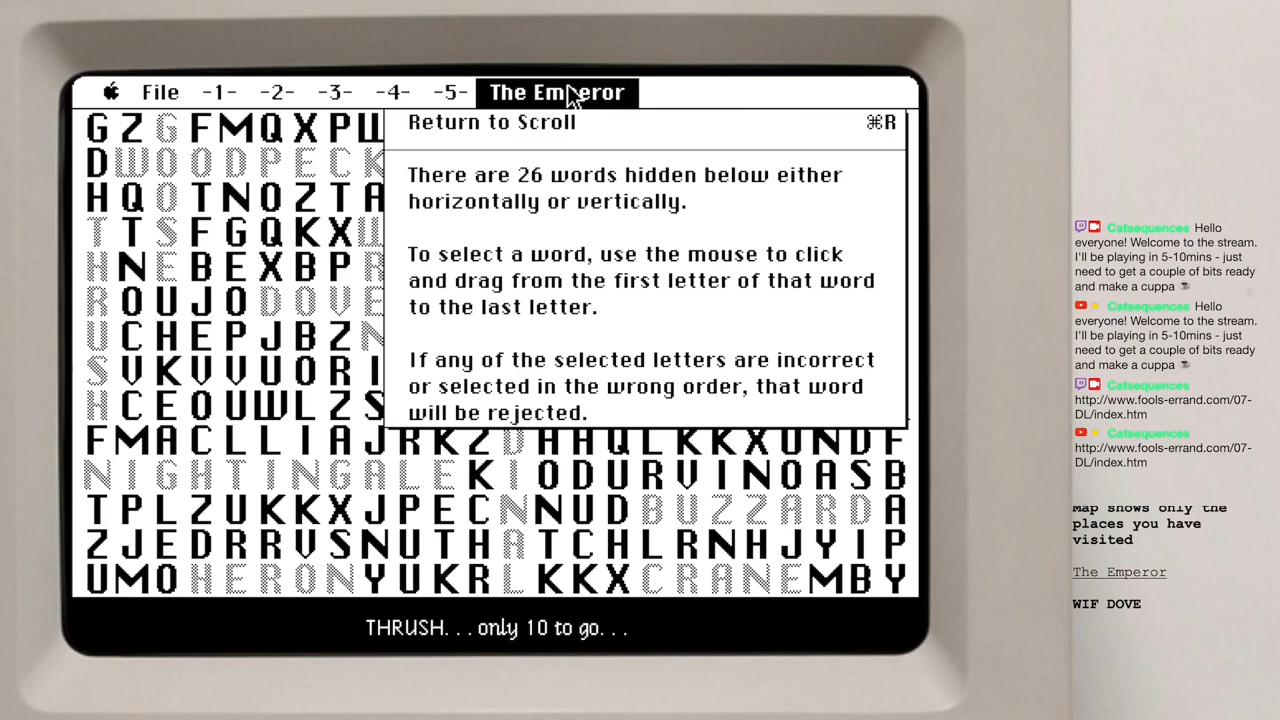 File -1- -2- -3- -4- -5- The Emperor
Return to Scroll ⌘R
There are 26 words hidden below either
horizontally or vertically.
To select a word, use the mouse to click
and drag from the first letter of that word
to the last letter.
If any of the selected letters are incorrect
or selected in the wrong order, that word
will be rejected.
G Z G F M Q X P W
D W O O D P E C K
H Q O T N O Z T A
T T S F G Q K X W
H N E B E X B P R
R O U J O D O V E
U C H E P J B Z N
S V K V V U O R I
H C E O U W L Z S
F M A C L L I A J R K Z D H H Q L K K X U N D F
N I G H T I N G A L E K I O D U R V I N O A S B
T P L Z U K K X J P E C N N U D B U Z Z A R D A
Z J E D R R V S N U T H A T C H L R N H J Y I P
U M O H E R O N Y U K R L K K X C R A N E M B Y
THRUSH. . . only 10 to go. . .
Catsequences Hello
everyone! Welcome to the stream.
I'll be playing in 5-10mins - just
need to get a couple of bits ready
and make a cuppa ☕
Catsequences Hello
everyone! Welcome to the stream.
I'll be playing in 5-10mins - just
need to get a couple of bits ready
and make a cuppa ☕
Catsequences
http://www.fools-errand.com/07-
DL/index.htm
Catsequences
http://www.fools-errand.com/07-
DL/index.htm
Map shows only the
places you have
visited
The Emperor
WIF DOVE